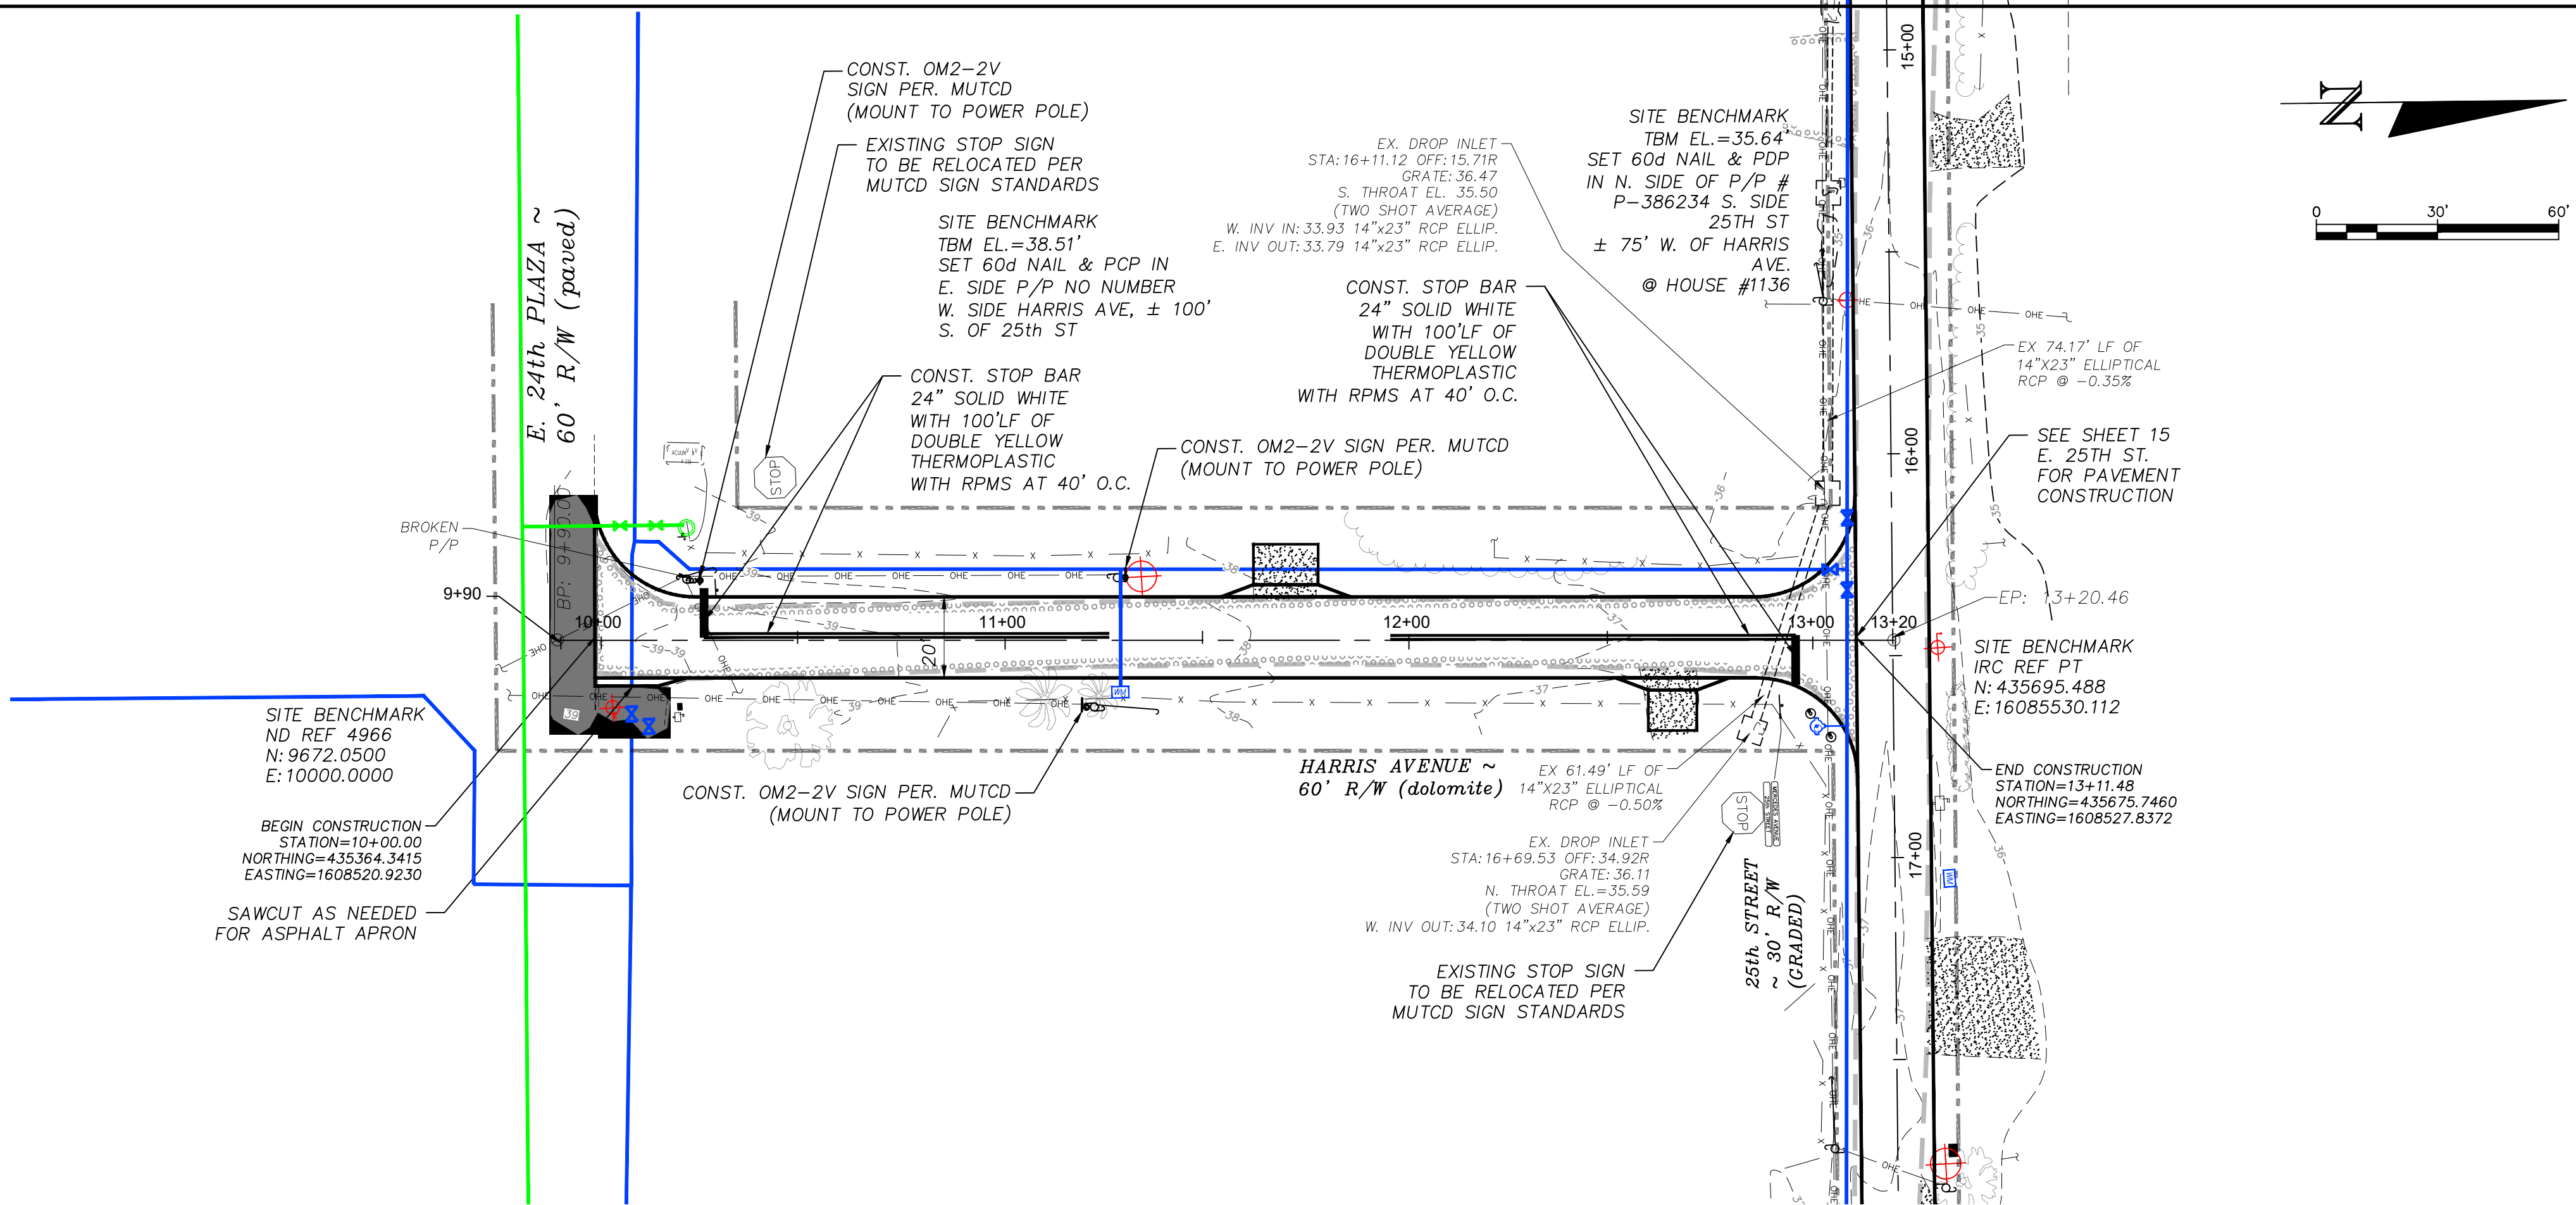 CONST. OM2-2V
SIGN PER. MUTCD
(MOUNT TO POWER POLE)
EXISTING STOP SIGN
TO BE RELOCATED PER
MUTCD SIGN STANDARDS
SITE BENCHMARK
TBM EL.=38.51'
SET 60d NAIL & PCP IN
E. SIDE P/P NO NUMBER
W. SIDE HARRIS AVE, ± 100'
S. OF 25th ST
CONST. STOP BAR
24" SOLID WHITE
WITH 100'LF OF
DOUBLE YELLOW
THERMOPLASTIC
WITH RPMS AT 40' O.C.
E. 24th PLAZA ~
60' R/W (paved)
EX. DROP INLET
STA: 16+11.12 OFF: 15.71R
GRATE: 36.47
S. THROAT EL. 35.50
(TWO SHOT AVERAGE)
W. INV IN: 33.93 14"x23" RCP ELLIP.
E. INV OUT: 33.79 14"x23" RCP ELLIP.
SITE BENCHMARK
TBM EL.=35.64'
SET 60d NAIL & PDP
IN N. SIDE OF P/P #
P-386234 S. SIDE
25TH ST
± 75' W. OF HARRIS
AVE.
@ HOUSE #1136
CONST. STOP BAR
24" SOLID WHITE
WITH 100'LF OF
DOUBLE YELLOW
THERMOPLASTIC
WITH RPMS AT 40' O.C.
CONST. OM2-2V SIGN PER. MUTCD
(MOUNT TO POWER POLE)
N
0 30' 60'
15+00
16+00
17+00
EX 74.17' LF OF
14"X23" ELLIPTICAL
RCP @ -0.35%
SEE SHEET 15
E. 25TH ST.
FOR PAVEMENT
CONSTRUCTION
STOP
BROKEN
P/P
BP: 9+90.00
9+90
10+00
11+00
12+00
13+00
13+20
EP: 13+20.46
20'
WM
SITE BENCHMARK
IRC REF PT
N: 435695.488
E: 16085530.112
END CONSTRUCTION
STATION=13+11.48
NORTHING=435675.7460
EASTING=1608527.8372
SITE BENCHMARK
ND REF 4966
N: 9672.0500
E: 10000.0000
BEGIN CONSTRUCTION
STATION=10+00.00
NORTHING=435364.3415
EASTING=1608520.9230
SAWCUT AS NEEDED
FOR ASPHALT APRON
CONST. OM2-2V SIGN PER. MUTCD
(MOUNT TO POWER POLE)
HARRIS AVENUE ~
60' R/W (dolomite)
EX 61.49' LF OF
14"X23" ELLIPTICAL
RCP @ -0.50%
EX. DROP INLET
STA: 16+69.53 OFF: 34.92R
GRATE: 36.11
N. THROAT EL.=35.59
(TWO SHOT AVERAGE)
W. INV OUT: 34.10 14"x23" RCP ELLIP.
STOP
MERCEDES AVENUE
25th STREET
25th STREET
~ 30' R/W
(GRADED)
EXISTING STOP SIGN
TO BE RELOCATED PER
MUTCD SIGN STANDARDS
WM